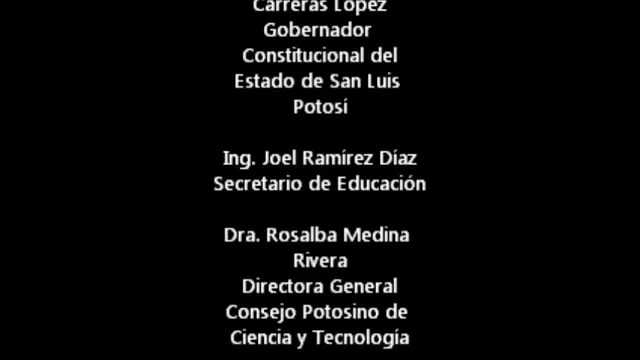 Carreras López
Gobernador
Constitucional del
Estado de San Luis
Potosí
Ing. Joel Ramírez Díaz
Secretario de Educación
Dra. Rosalba Medina
Rivera
Directora General
Consejo Potosino de
Ciencia y Tecnología